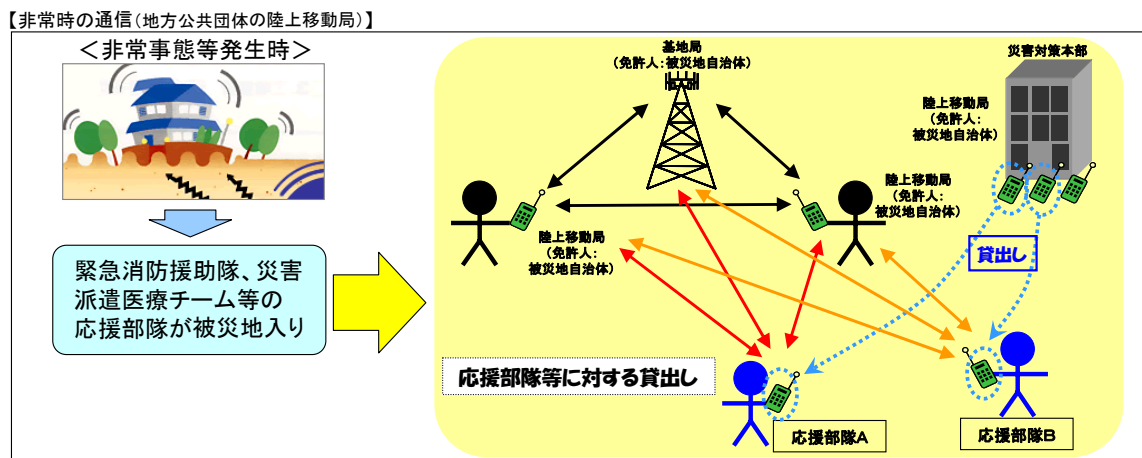 【非常時の通信(地方公共団体の陸上移動局)】
＜非常事態等発生時＞
緊急消防援助隊、災害
派遣医療チーム等の
応援部隊が被災地入り
基地局
(免許人:被災地自治体)
災害対策本部
陸上移動局
(免許人:
被災地自治体)
陸上移動局
(免許人:
被災地自治体)
陸上移動局
(免許人:
被災地自治体)
貸出し
応援部隊等に対する貸出し
応援部隊A
応援部隊B